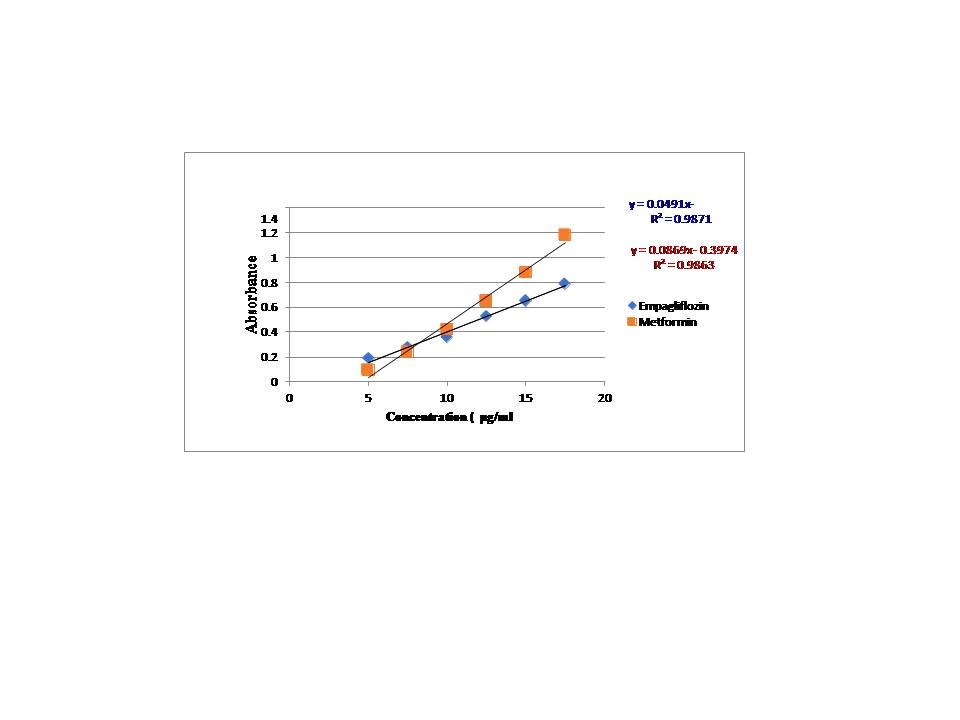 y = 0.0491x-
R² = 0.9871
y = 0.0869x- 0.3974
R² = 0.9863
Empagliflozin
Metformin
Absorbance
1.4
1.2
1
0.8
0.6
0.4
0.2
0
0 5 10 15 20
Concentration ( µg/ml